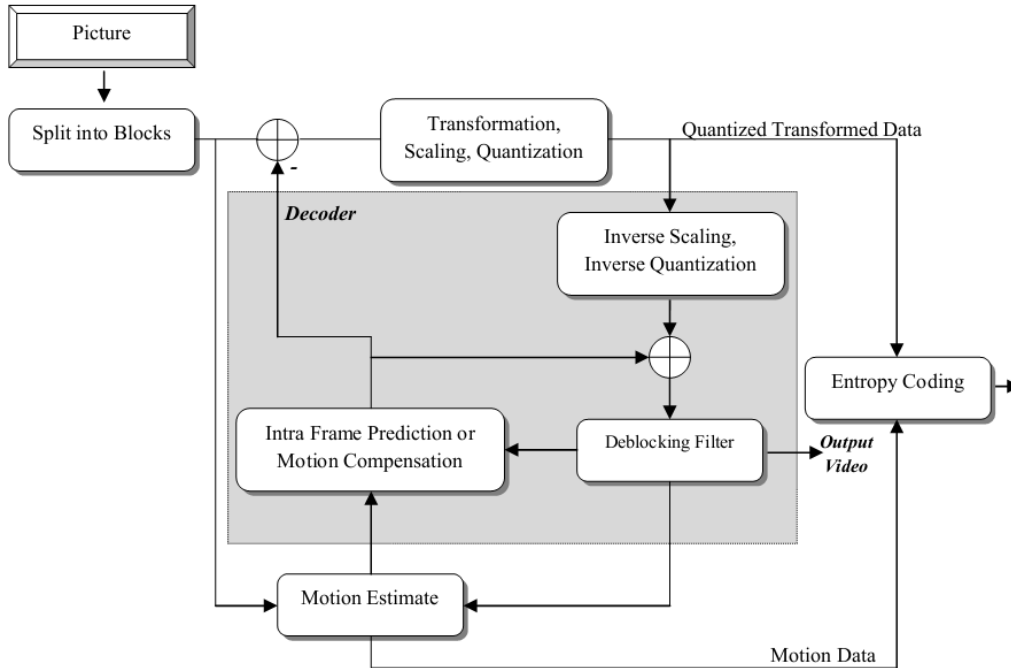 Picture
Split into Blocks
Transformation,
Scaling, Quantization
Quantized Transformed Data
-
Decoder
Inverse Scaling,
Inverse Quantization
Entropy Coding
Intra Frame Prediction or
Motion Compensation
Deblocking Filter
Output
Video
Motion Estimate
Motion Data